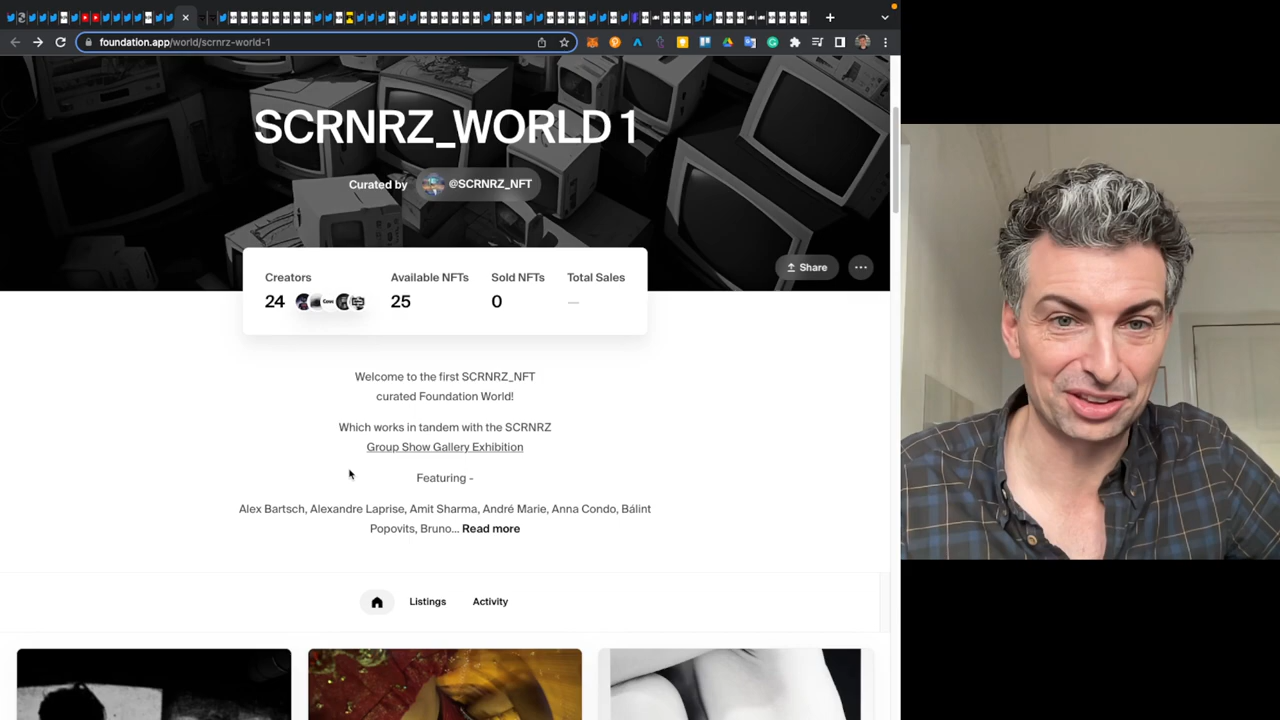 foundation.app/world/scrnrz-world-1
SCRNRZ_WORLD 1
Curated by @SCRNRZ_NFT
Share
Creators Available NFTs Sold NFTs Total Sales
24 25 0 —
Welcome to the first SCRNRZ_NFT
curated Foundation World!
Which works in tandem with the SCRNRZ
Group Show Gallery Exhibition
Featuring -
Alex Bartsch, Alexandre Laprise, Amit Sharma, André Marie, Anna Condo, Bálint
Popovits, Bruno... Read more
Listings Activity